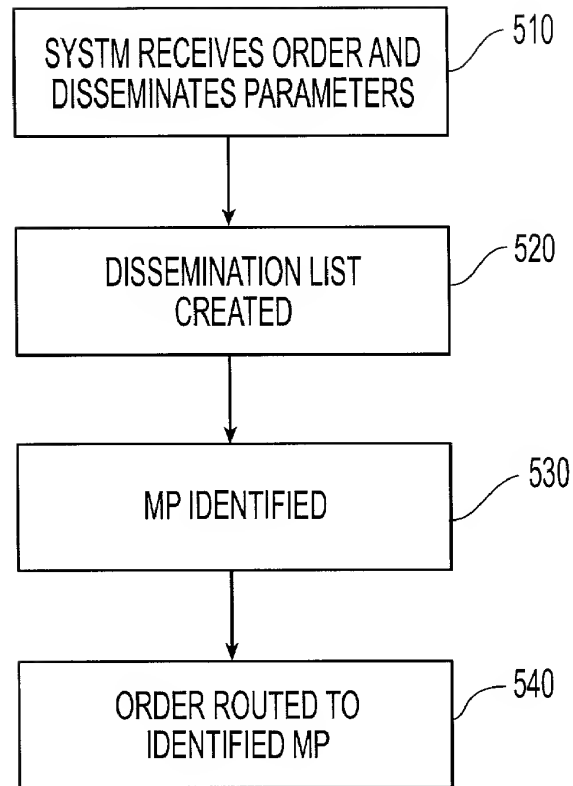 SYSTM RECEIVES ORDER AND
DISSEMINATES PARAMETERS
510
DISSEMINATION LIST
CREATED
520
MP IDENTIFIED
530
ORDER ROUTED TO
IDENTIFIED MP
540